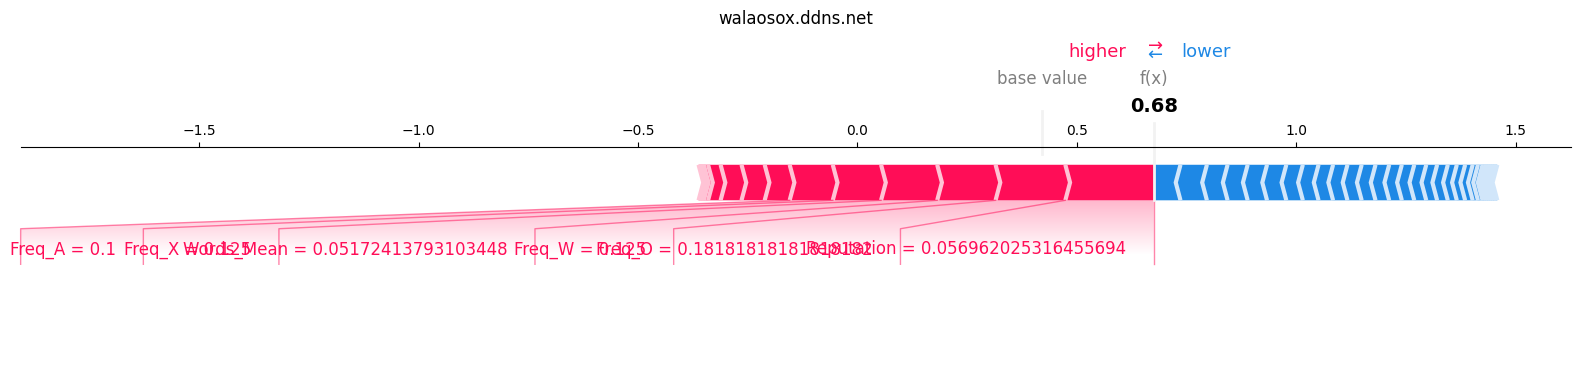 walaosox.ddns.net
higher ⇄ lower
base value f(x)
0.68
−1.5 −1.0 −0.5 0.0 0.5 1.0 1.5
Freq_A = 0.1 Freq_X = 0.125 Words_Mean = 0.05172413793103448 Freq_W = 0.125 Freq_O = 0.18181818181818182 Reputation = 0.056962025316455694